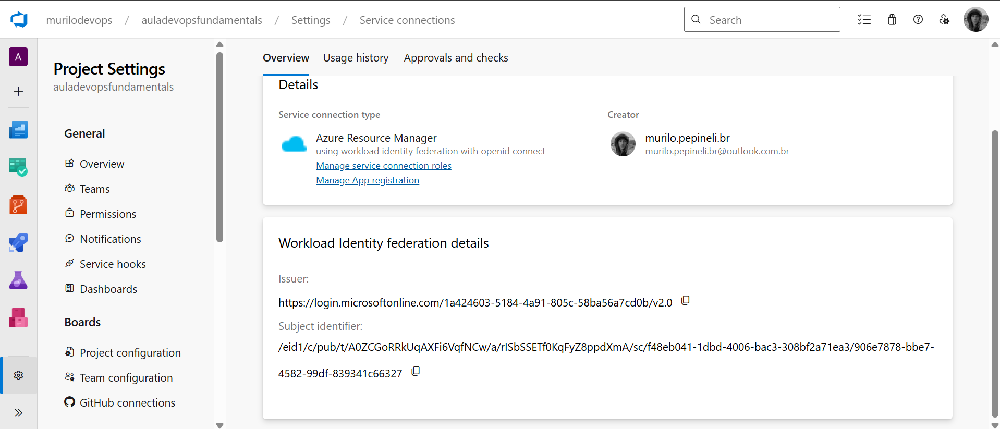 murilodevops / auladevopsfundamentals / Settings / Service connections
Search
A
Project Settings
auladevopsfundamentals
General
Overview
Teams
Permissions
Notifications
Service hooks
Dashboards
Boards
Project configuration
Team configuration
GitHub connections
Overview Usage history Approvals and checks
Details
Service connection type
Azure Resource Manager
using workload identity federation with openid connect
Manage service connection roles
Manage App registration
Creator
murilo.pepineli.br
murilo.pepineli.br@outlook.com.br
Workload Identity federation details
Issuer:
https://login.microsoftonline.com/1a424603-5184-4a91-805c-58ba56a7cd0b/v2.0
Subject identifier:
/eid1/c/pub/t/A0ZCGoRRkUqAXFi6VqfNCw/a/rISbSSETf0KqFyZ8ppdXmA/sc/f48eb041-1dbd-4006-bac3-308bf2a71ea3/906e7878-bbe7-
4582-99df-839341c66327